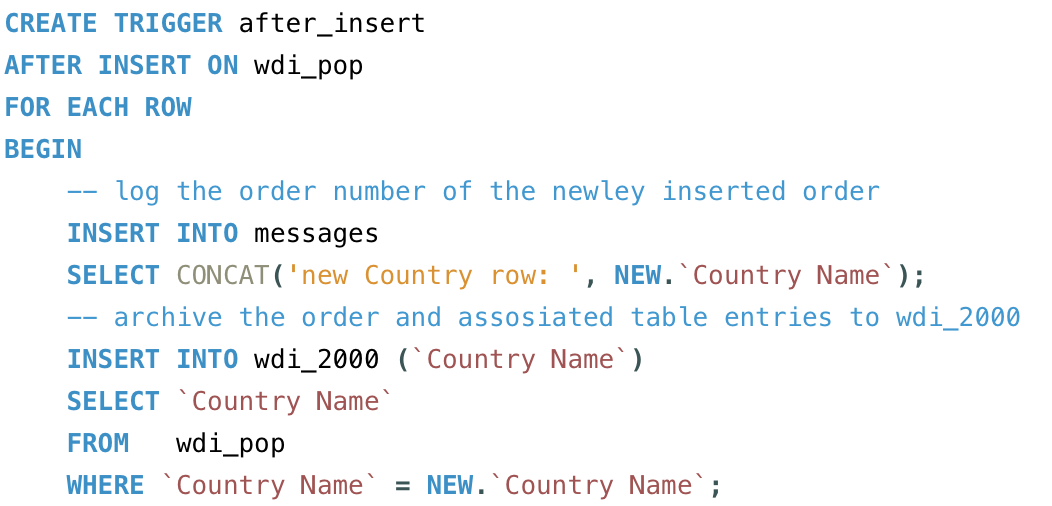 CREATE TRIGGER after_insert
AFTER INSERT ON wdi_pop
FOR EACH ROW
BEGIN
    -- log the order number of the newley inserted order
    INSERT INTO messages
    SELECT CONCAT('new Country row: ', NEW.`Country Name`);
    -- archive the order and assosiated table entries to wdi_2000
    INSERT INTO wdi_2000 (`Country Name`)
    SELECT `Country Name`
    FROM   wdi_pop
    WHERE `Country Name` = NEW.`Country Name`;